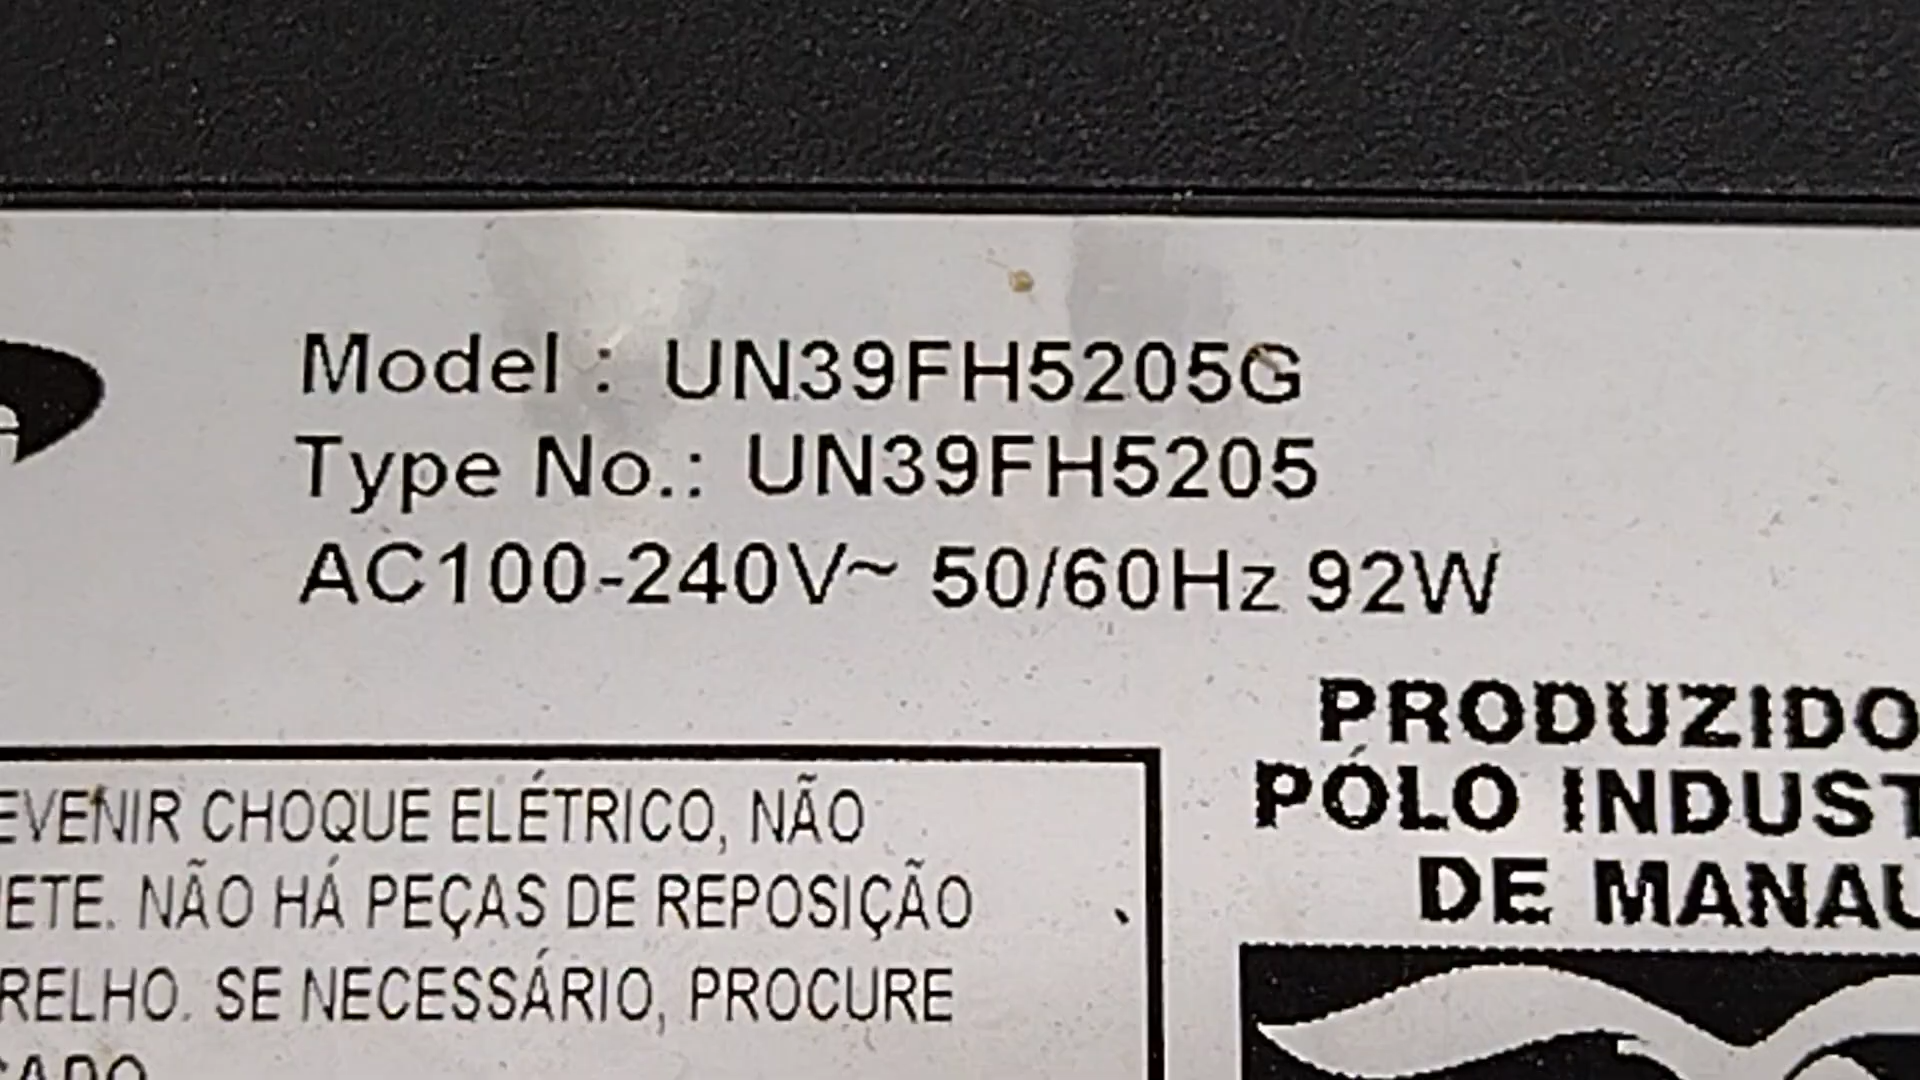 Model : UN39FH5205G
Type No.: UN39FH5205
AC100-240V~ 50/60Hz 92W
PRODUZIDO
PÓLO INDUST
DE MANAU
EVENIR CHOQUE ELÉTRICO, NÃO
ETE. NÃO HÁ PEÇAS DE REPOSIÇÃO
RELHO. SE NECESSÁRIO, PROCURE